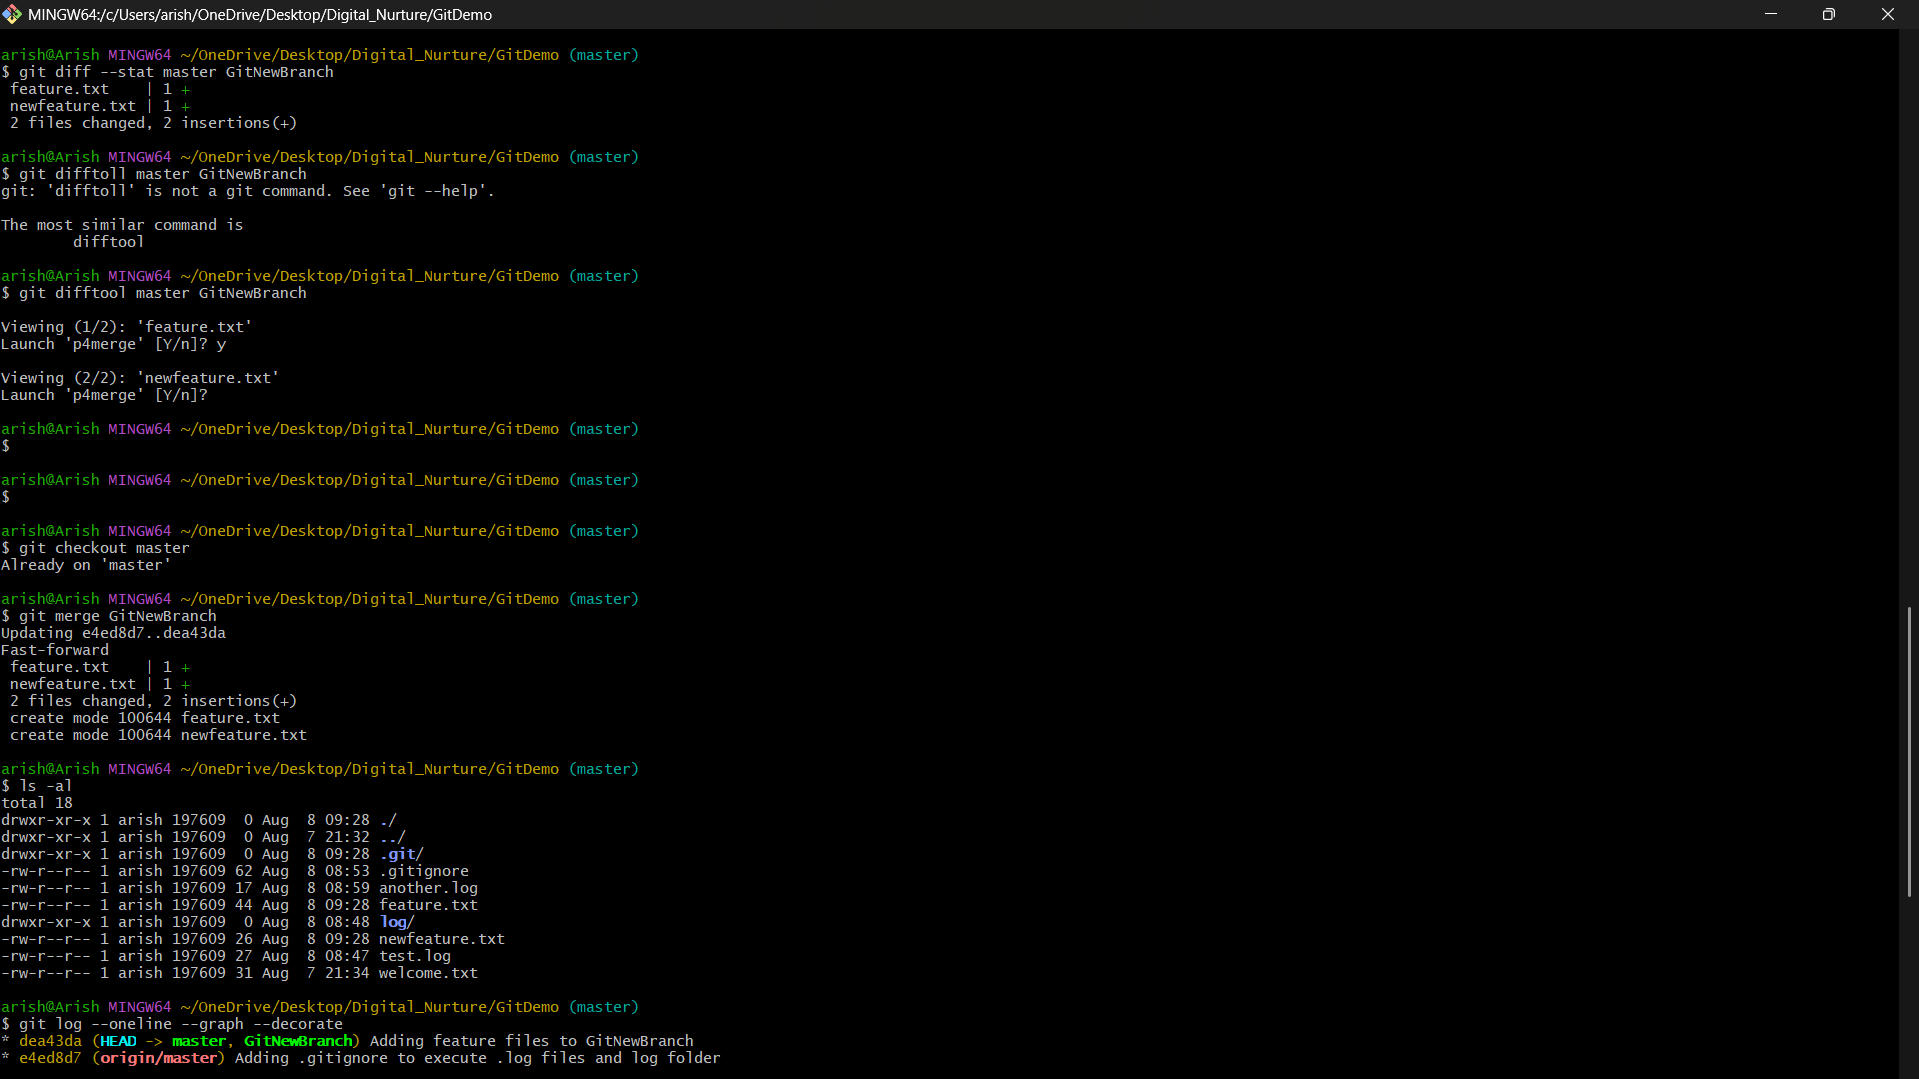 MINGW64:/c/Users/arish/OneDrive/Desktop/Digital_Nurture/GitDemo
arish@Arish MINGW64 ~/OneDrive/Desktop/Digital_Nurture/GitDemo (master)
$ git diff --stat master GitNewBranch
 feature.txt    | 1 +
 newfeature.txt | 1 +
 2 files changed, 2 insertions(+)
arish@Arish MINGW64 ~/OneDrive/Desktop/Digital_Nurture/GitDemo (master)
$ git difftoll master GitNewBranch
git: 'difftoll' is not a git command. See 'git --help'.
The most similar command is
        difftool
arish@Arish MINGW64 ~/OneDrive/Desktop/Digital_Nurture/GitDemo (master)
$ git difftool master GitNewBranch
Viewing (1/2): 'feature.txt'
Launch 'p4merge' [Y/n]? y
Viewing (2/2): 'newfeature.txt'
Launch 'p4merge' [Y/n]?
arish@Arish MINGW64 ~/OneDrive/Desktop/Digital_Nurture/GitDemo (master)
$
arish@Arish MINGW64 ~/OneDrive/Desktop/Digital_Nurture/GitDemo (master)
$
arish@Arish MINGW64 ~/OneDrive/Desktop/Digital_Nurture/GitDemo (master)
$ git checkout master
Already on 'master'
arish@Arish MINGW64 ~/OneDrive/Desktop/Digital_Nurture/GitDemo (master)
$ git merge GitNewBranch
Updating e4ed8d7..dea43da
Fast-forward
 feature.txt    | 1 +
 newfeature.txt | 1 +
 2 files changed, 2 insertions(+)
 create mode 100644 feature.txt
 create mode 100644 newfeature.txt
arish@Arish MINGW64 ~/OneDrive/Desktop/Digital_Nurture/GitDemo (master)
$ ls -al
total 18
drwxr-xr-x 1 arish 197609  0 Aug  8 09:28 ./
drwxr-xr-x 1 arish 197609  0 Aug  7 21:32 ../
drwxr-xr-x 1 arish 197609  0 Aug  8 09:28 .git/
-rw-r--r-- 1 arish 197609 62 Aug  8 08:53 .gitignore
-rw-r--r-- 1 arish 197609 17 Aug  8 08:59 another.log
-rw-r--r-- 1 arish 197609 44 Aug  8 09:28 feature.txt
drwxr-xr-x 1 arish 197609  0 Aug  8 08:48 log/
-rw-r--r-- 1 arish 197609 26 Aug  8 09:28 newfeature.txt
-rw-r--r-- 1 arish 197609 27 Aug  8 08:47 test.log
-rw-r--r-- 1 arish 197609 31 Aug  7 21:34 welcome.txt
arish@Arish MINGW64 ~/OneDrive/Desktop/Digital_Nurture/GitDemo (master)
$ git log --oneline --graph --decorate
* dea43da (HEAD -> master, GitNewBranch) Adding feature files to GitNewBranch
* e4ed8d7 (origin/master) Adding .gitignore to execute .log files and log folder